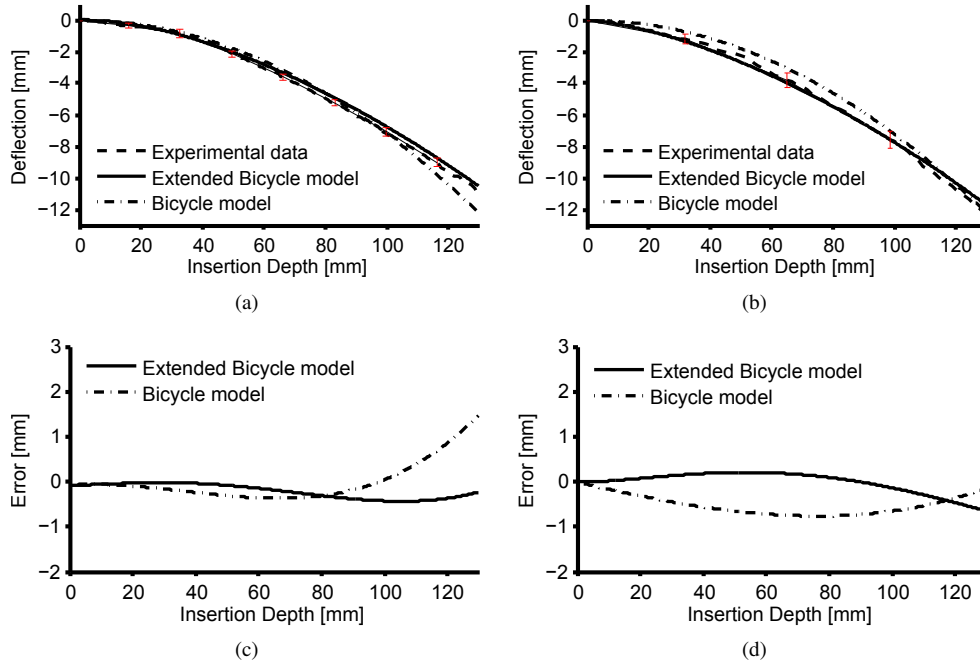 0
−2
−4
−6
−8
−10
−12
Deflection [mm]
Experimental data
Extended Bicycle model
Bicycle model
0 20 40 60 80 100 120
Insertion Depth [mm]
(a)
0
−2
−4
−6
−8
−10
−12
Deflection [mm]
Experimental data
Extended Bicycle model
Bicycle model
0 20 40 60 80 100 120
Insertion Depth [mm]
(b)
3
2
1
0
−1
−2
Error [mm]
Extended Bicycle model
Bicycle model
0 20 40 60 80 100 120
Insertion Depth [mm]
(c)
3
2
1
0
−1
−2
Error [mm]
Extended Bicycle model
Bicycle model
0 20 40 60 80 100 120
Insertion Depth [mm]
(d)